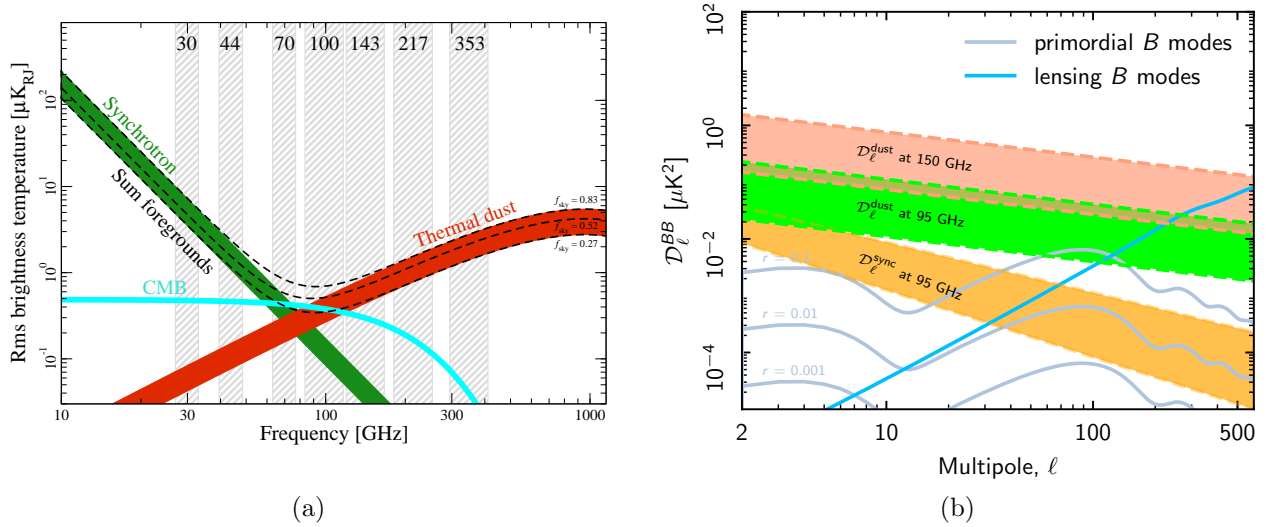 30 44 70 100 143 217 353
Rms brightness temperature [μK_RJ]
10^2
10^1
10^0
10^-1
Synchrotron
Sum foregrounds
CMB
Thermal dust
f_sky = 0.83
f_sky = 0.52
f_sky = 0.27
10 30 100 300 1000
Frequency [GHz]
(a)
D_ℓ^BB [μK^2]
10^2
10^0
10^-2
10^-4
primordial B modes
lensing B modes
D_ℓ^dust at 150 GHz
D_ℓ^dust at 95 GHz
D_ℓ^sync at 95 GHz
r = 0.1
r = 0.01
r = 0.001
2 10 100 500
Multipole, ℓ
(b)